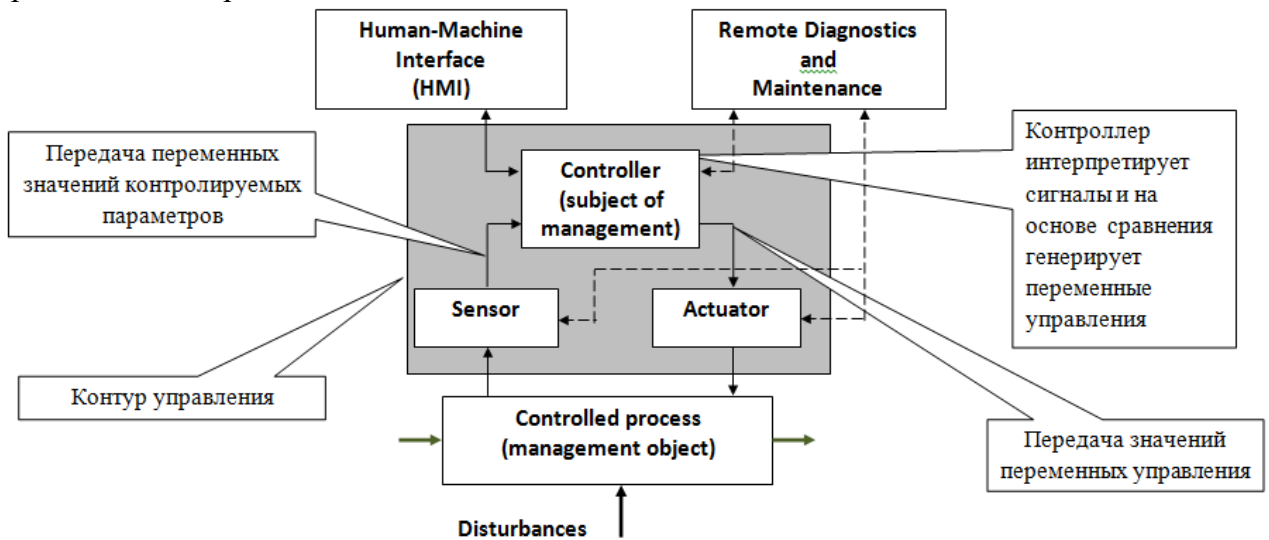 Human-Machine
Interface
(HMI)
Remote Diagnostics
and
Maintenance
Передача переменных
значений контролируемых
параметров
Controller
(subject of
management)
Контроллер
интерпретирует
сигналы и на
основе сравнения
генерирует
переменные
управления
Sensor
Actuator
Контур управления
Controlled process
(management object)
Передача значений
переменных управления
Disturbances